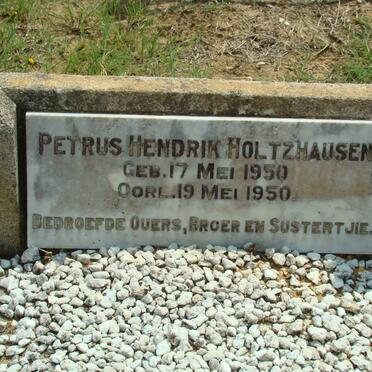 PETRUS HENDRIK HOLTZHAUSEN
GEB. 17 MEI 1950
OORL. 19 MEI 1950
BEDROEFDE OUERS, BROER EN SUSTERTJIE.